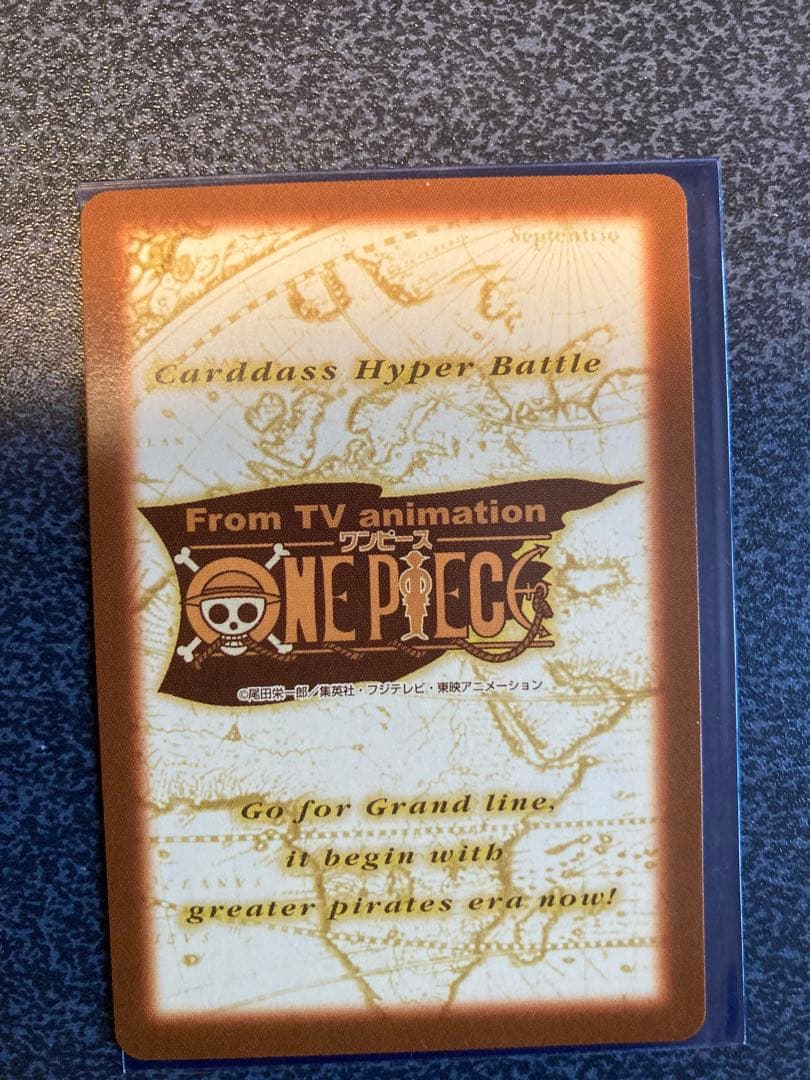 Septentrio
Carddass Hyper Battle
From TV animation
ワンピース
ONE PIECE
©尾田栄一郎／集英社・フジテレビ・東映アニメーション
Go for Grand line,
it begin with
greater pirates era now!